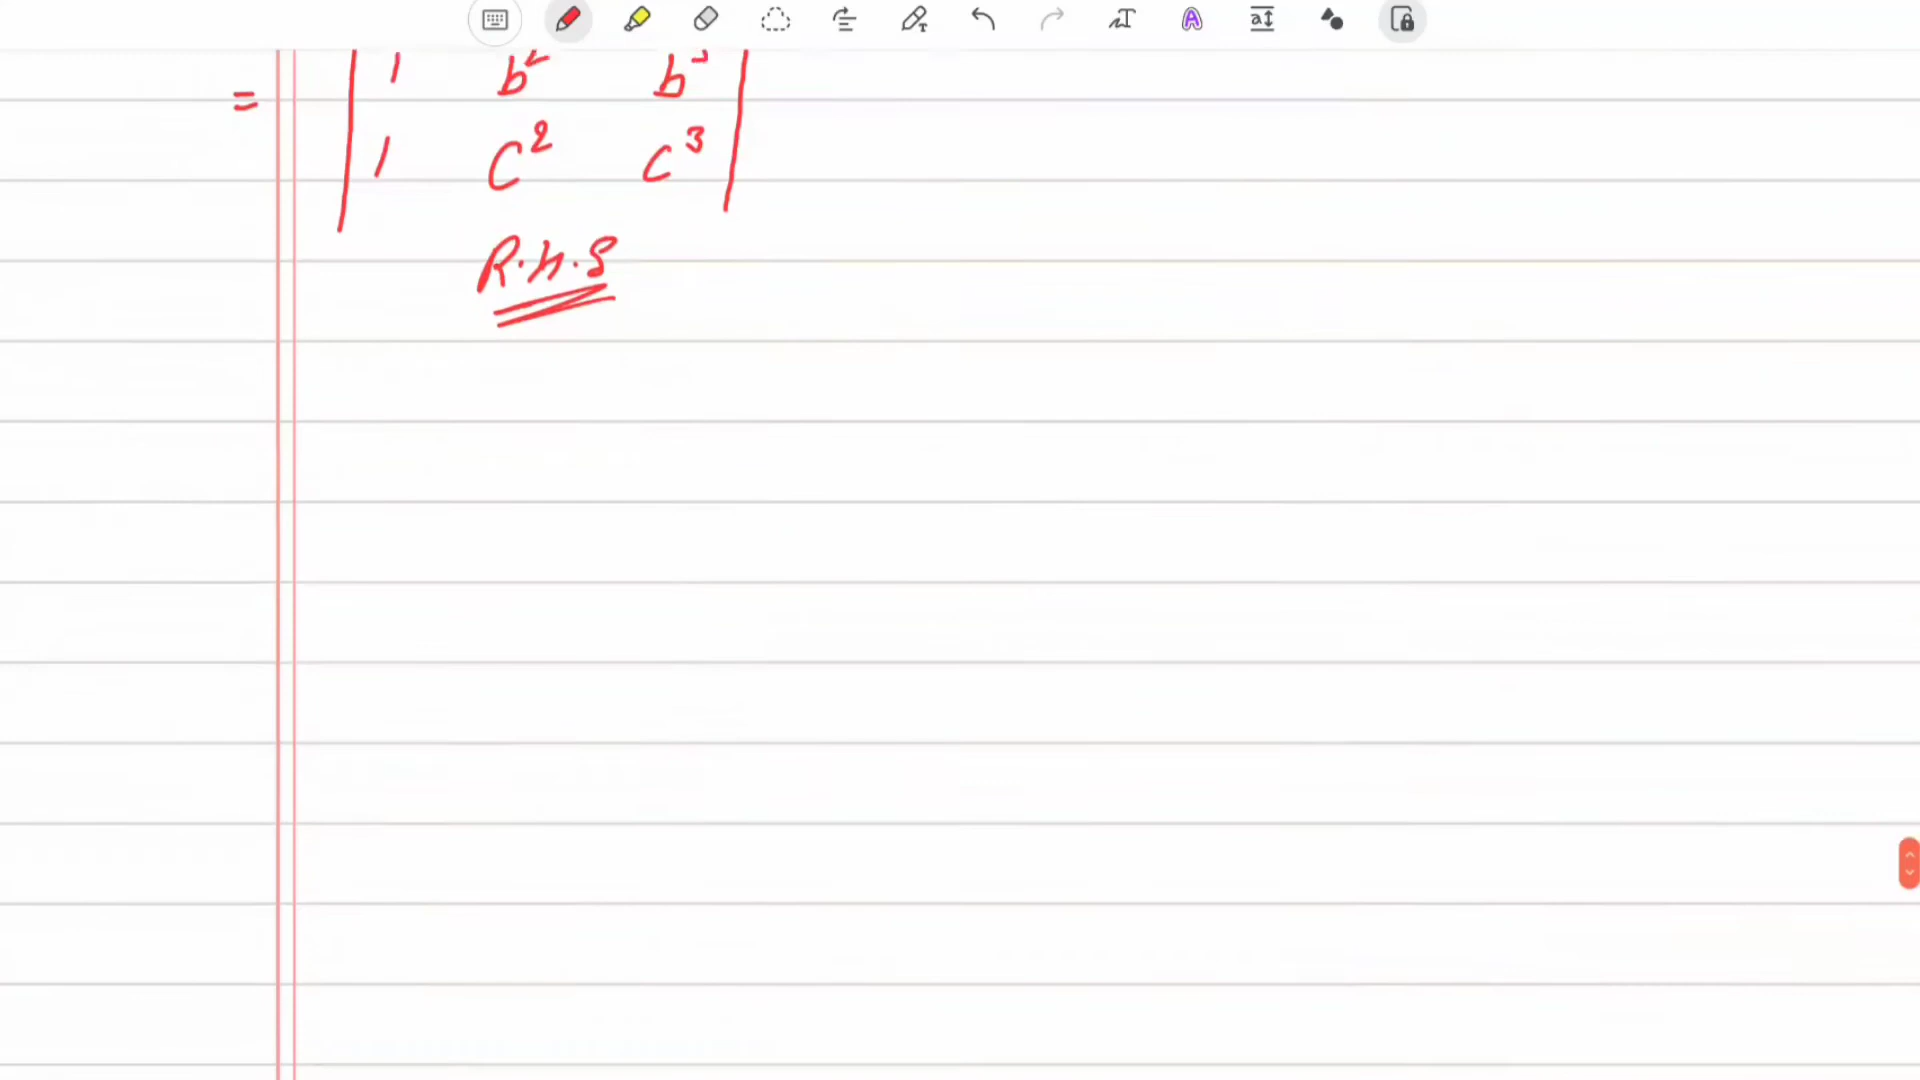 1 b² b³
=
1 C² C³
R.h.S